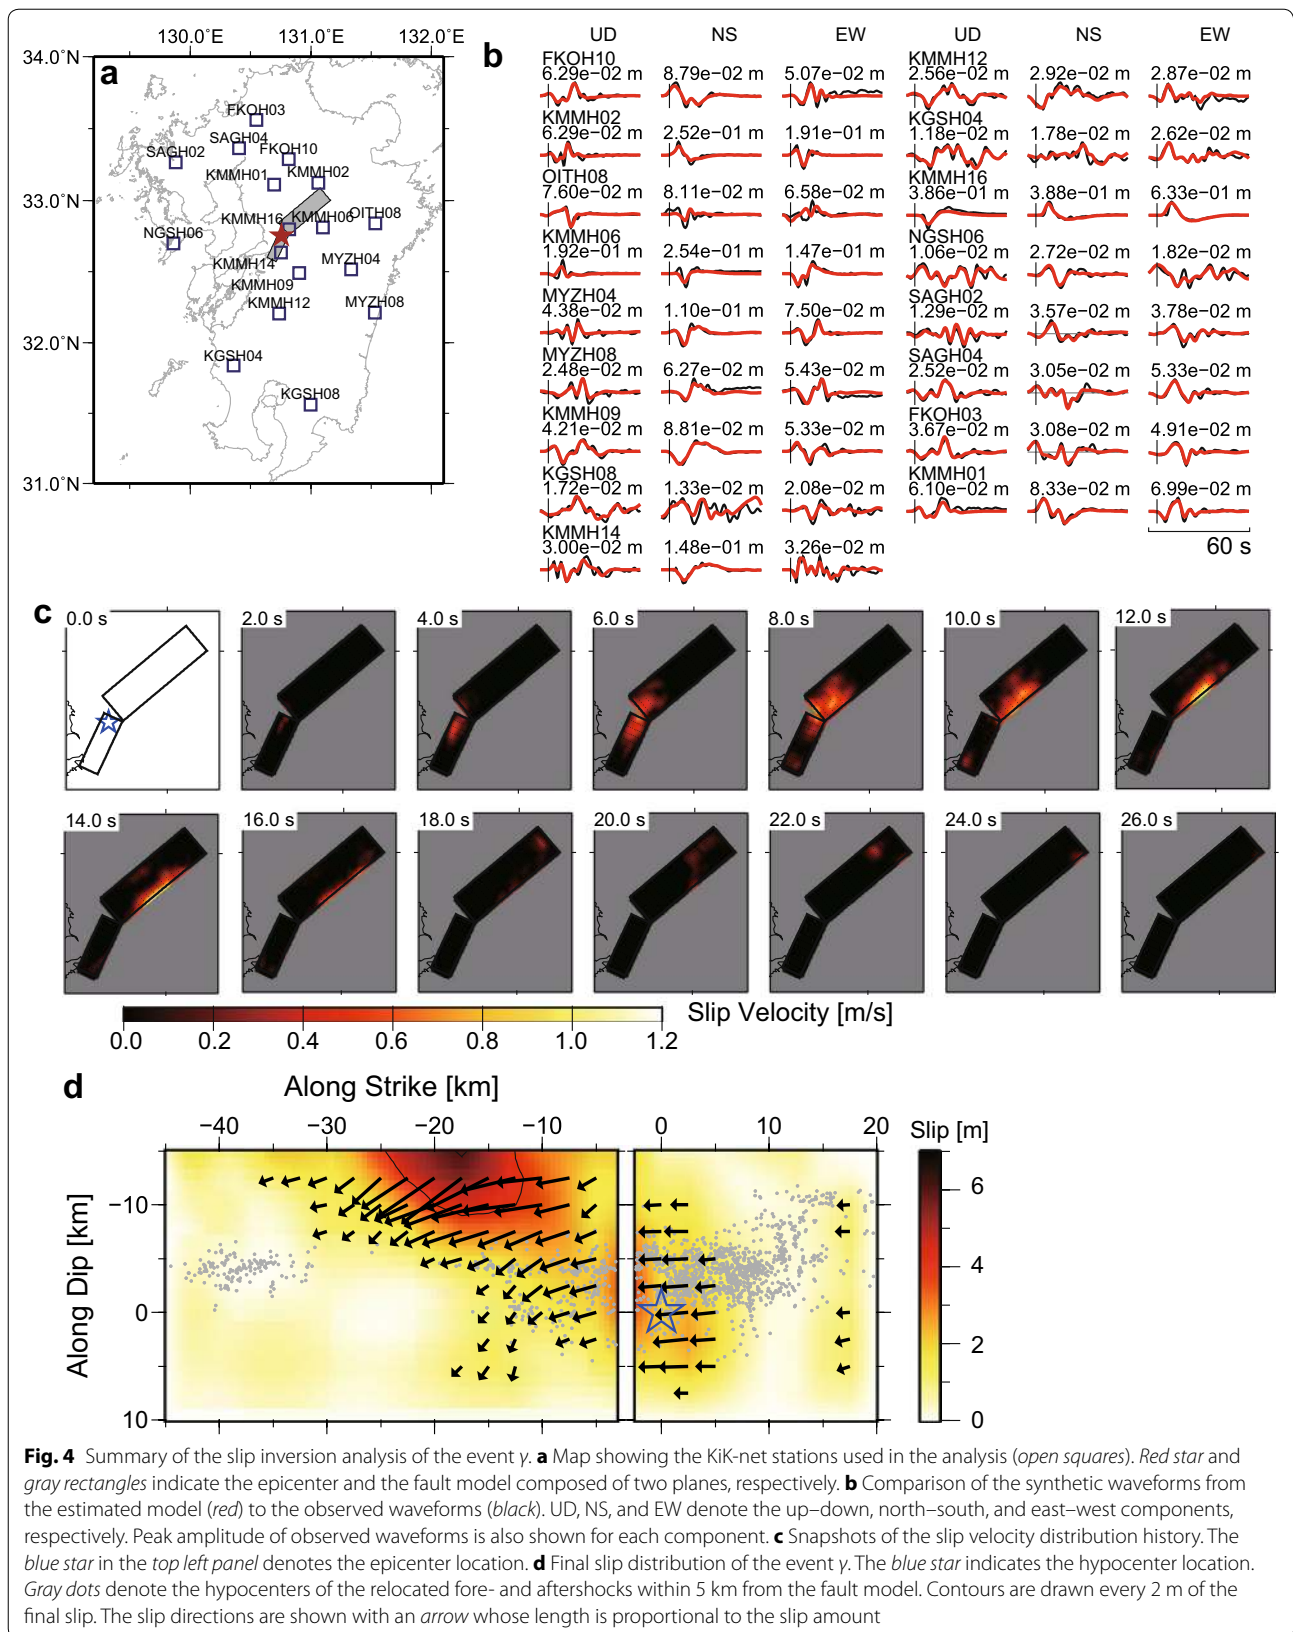 130.0˚E 131.0˚E 132.0˚E
34.0˚N
33.0˚N
32.0˚N
31.0˚N
a
FKOH03
SAGH04
SAGH02
FKOH10
KMMH01
KMMH02
KMMH16
KMMH06
OITH08
NGSH06
KMMH14
MYZH04
KMMH09
KMMH12
MYZH08
KGSH04
KGSH08
b
UD NS EW UD NS EW
FKOH10 KMMH12
6.29e−02 m 8.79e−02 m 5.07e−02 m 2.56e−02 m 2.92e−02 m 2.87e−02 m
KMMH02 KGSH04
6.29e−02 m 2.52e−01 m 1.91e−01 m 1.18e−02 m 1.78e−02 m 2.62e−02 m
OITH08 KMMH16
7.60e−02 m 8.11e−02 m 6.58e−02 m 3.86e−01 m 3.88e−01 m 6.33e−01 m
KMMH06 NGSH06
1.92e−01 m 2.54e−01 m 1.47e−01 m 1.06e−02 m 2.72e−02 m 1.82e−02 m
MYZH04 SAGH02
4.38e−02 m 1.10e−01 m 7.50e−02 m 1.29e−02 m 3.57e−02 m 3.78e−02 m
MYZH08 SAGH04
2.48e−02 m 6.27e−02 m 5.43e−02 m 2.52e−02 m 3.05e−02 m 5.33e−02 m
KMMH09 FKOH03
4.21e−02 m 8.81e−02 m 5.33e−02 m 3.67e−02 m 3.08e−02 m 4.91e−02 m
KGSH08 KMMH01
1.72e−02 m 1.33e−02 m 2.08e−02 m 6.10e−02 m 8.33e−02 m 6.99e−02 m
KMMH14
3.00e−02 m 1.48e−01 m 3.26e−02 m
60 s
c
0.0 s 2.0 s 4.0 s 6.0 s 8.0 s 10.0 s 12.0 s
14.0 s 16.0 s 18.0 s 20.0 s 22.0 s 24.0 s 26.0 s
Slip Velocity [m/s]
0.0 0.2 0.4 0.6 0.8 1.0 1.2
d
Along Strike [km]
−40 −30 −20 −10 0 10 20
Slip [m]
Along Dip [km]
−10
0
10
6
4
2
0
Fig. 4 Summary of the slip inversion analysis of the event γ. a Map showing the KiK-net stations used in the analysis (open squares). Red star and
gray rectangles indicate the epicenter and the fault model composed of two planes, respectively. b Comparison of the synthetic waveforms from
the estimated model (red) to the observed waveforms (black). UD, NS, and EW denote the up–down, north–south, and east–west components,
respectively. Peak amplitude of observed waveforms is also shown for each component. c Snapshots of the slip velocity distribution history. The
blue star in the top left panel denotes the epicenter location. d Final slip distribution of the event γ. The blue star indicates the hypocenter location.
Gray dots denote the hypocenters of the relocated fore- and aftershocks within 5 km from the fault model. Contours are drawn every 2 m of the
final slip. The slip directions are shown with an arrow whose length is proportional to the slip amount